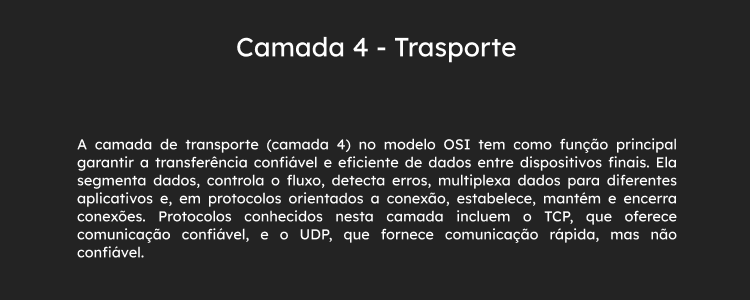 Camada 4 - Trasporte
A camada de transporte (camada 4) no modelo OSI tem como função principal
garantir a transferência confiável e eficiente de dados entre dispositivos finais. Ela
segmenta dados, controla o fluxo, detecta erros, multiplexa dados para diferentes
aplicativos e, em protocolos orientados a conexão, estabelece, mantém e encerra
conexões. Protocolos conhecidos nesta camada incluem o TCP, que oferece
comunicação confiável, e o UDP, que fornece comunicação rápida, mas não
confiável.